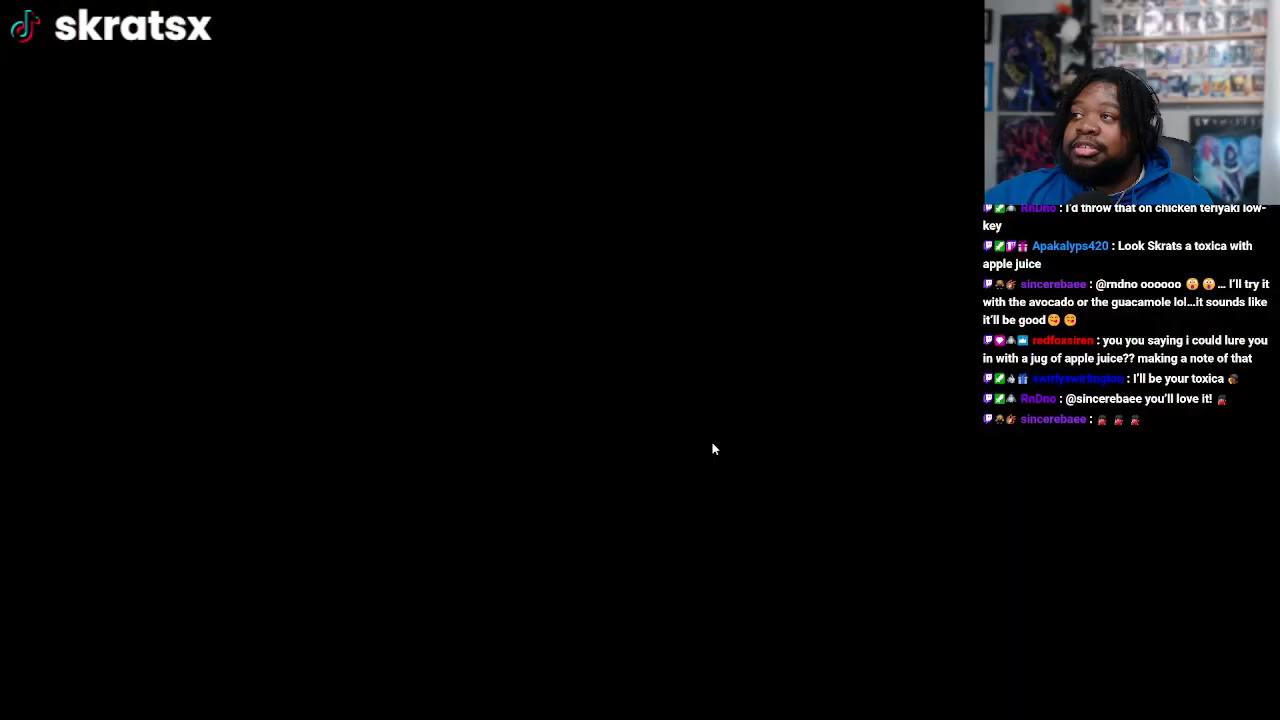 skratsx
RnDno : I'd throw that on chicken teriyaki low-
key
Apakalyps420 : Look Skrats a toxica with
apple juice
sincerebaee : @rndno oooooo 😲 😲 ... I'll try it
with the avocado or the guacamole lol...it sounds like
it'll be good😋 😋
redfoxsiren : you you saying i could lure you
in with a jug of apple juice?? making a note of that
: I'll be your toxica
RnDno : @sincerebaee you'll love it!
sincerebaee :